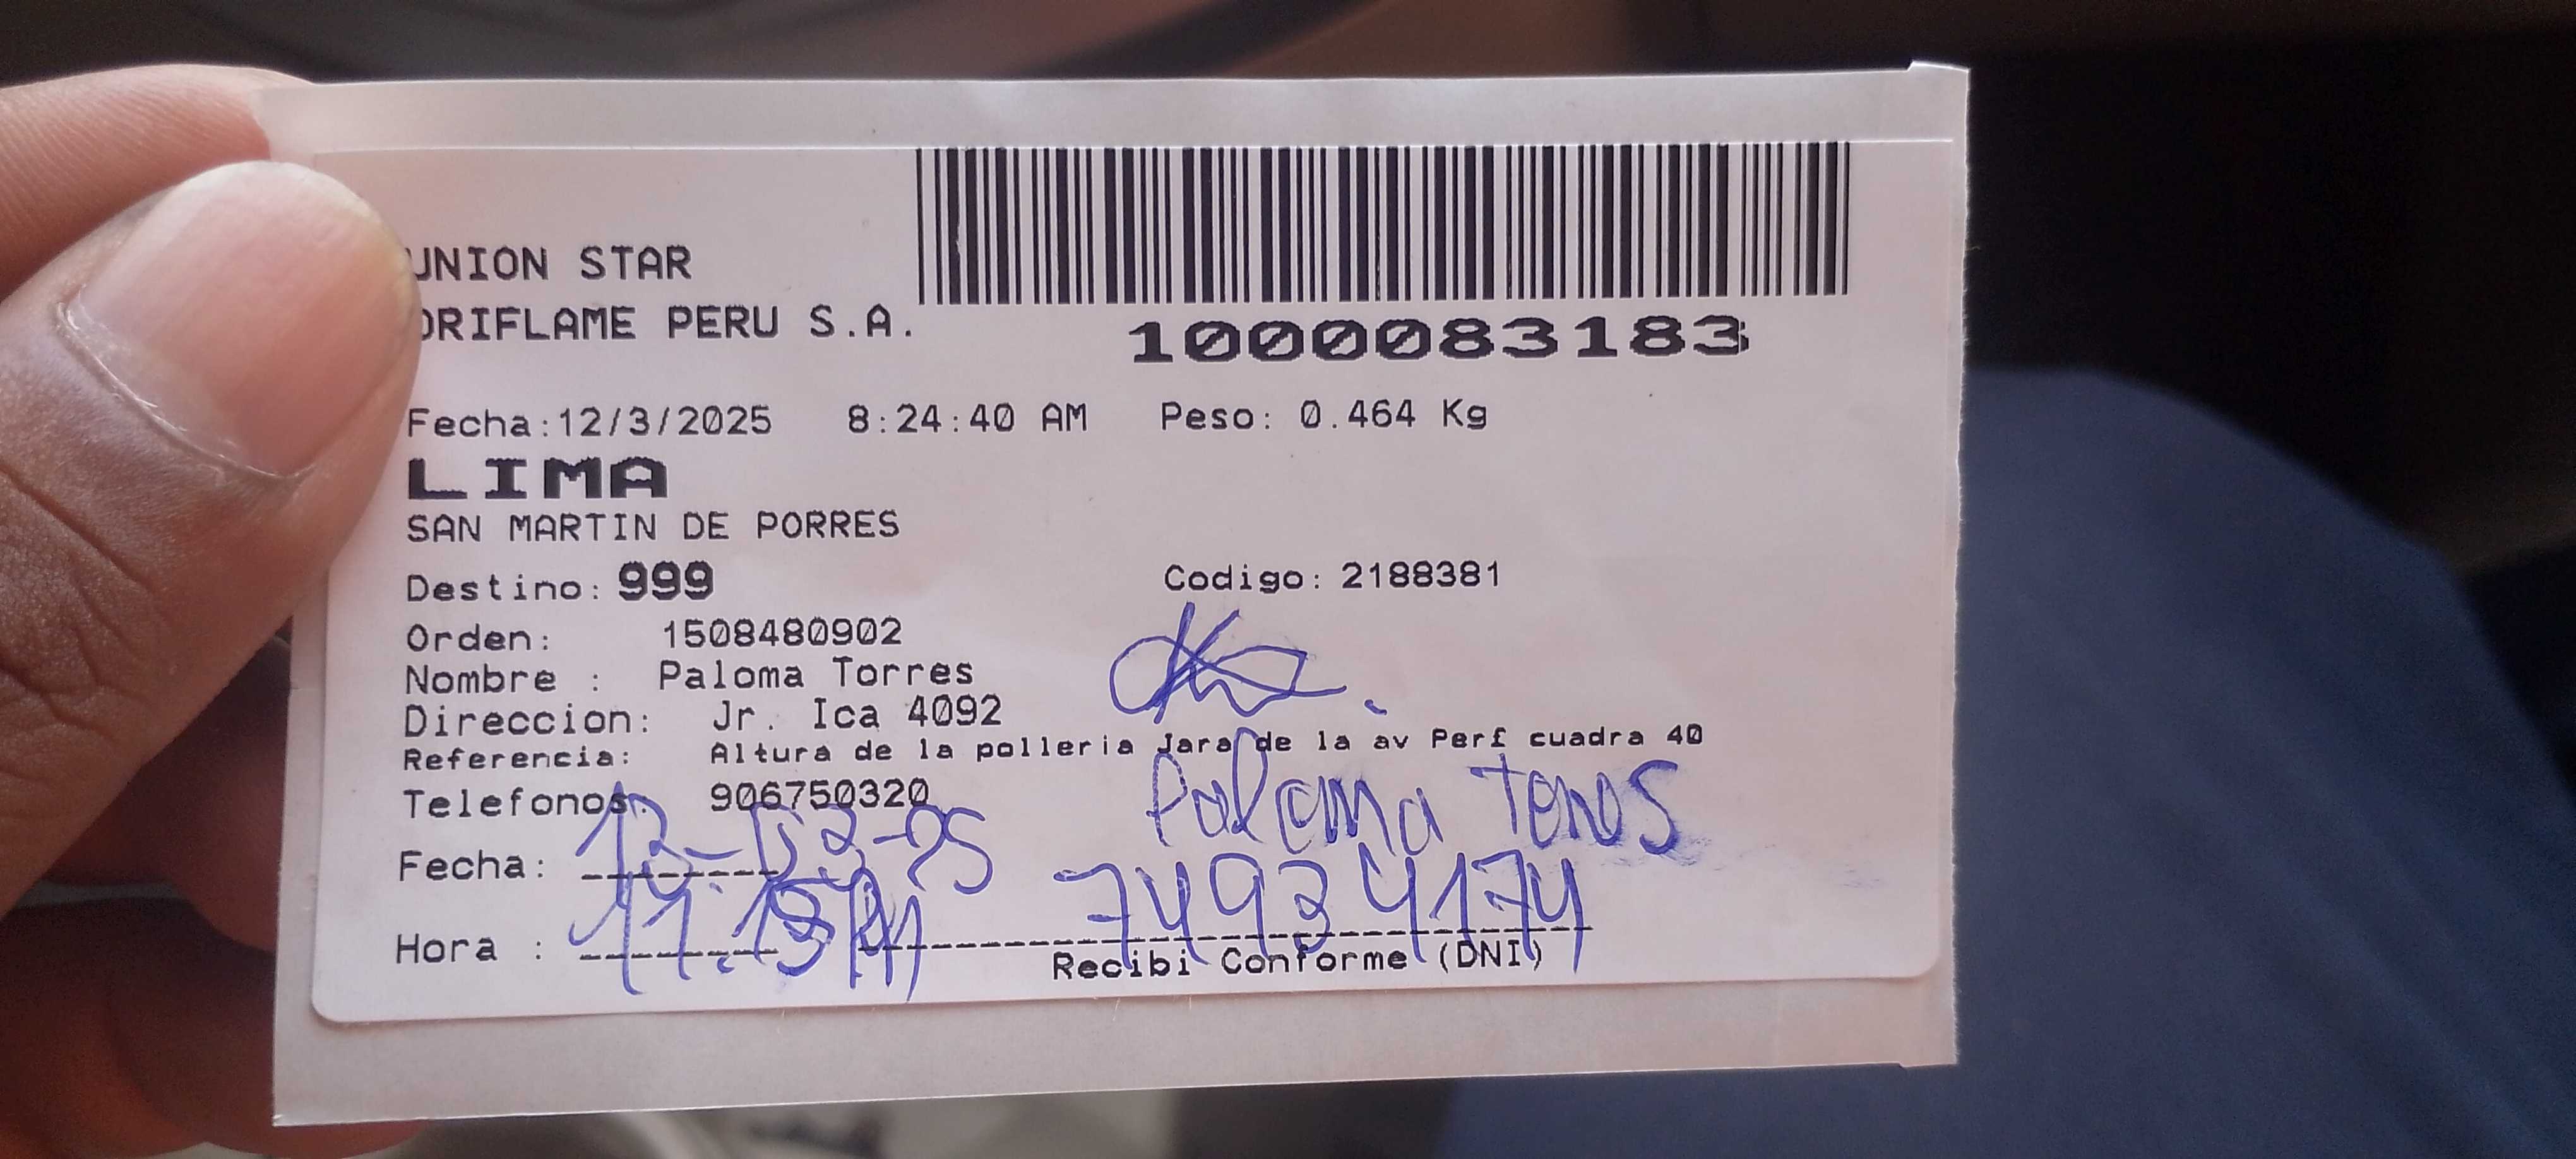 UNION STAR
ORIFLAME PERU S.A.
1000083183
Fecha:12/3/2025 8:24:40 AM Peso: 0.464 Kg
LIMA
SAN MARTIN DE PORRES
Destino: 999 Codigo: 2188381
Orden: 1508480902
Nombre : Paloma Torres
Direccion: Jr. Ica 4092
Referencia: Altura de la polleria Jara de la av Per£ cuadra 40
Telefonos: 906750320
Paloma Torres
Fecha: 12-03-25
74934174
Hora :
Recibi Conforme (DNI)